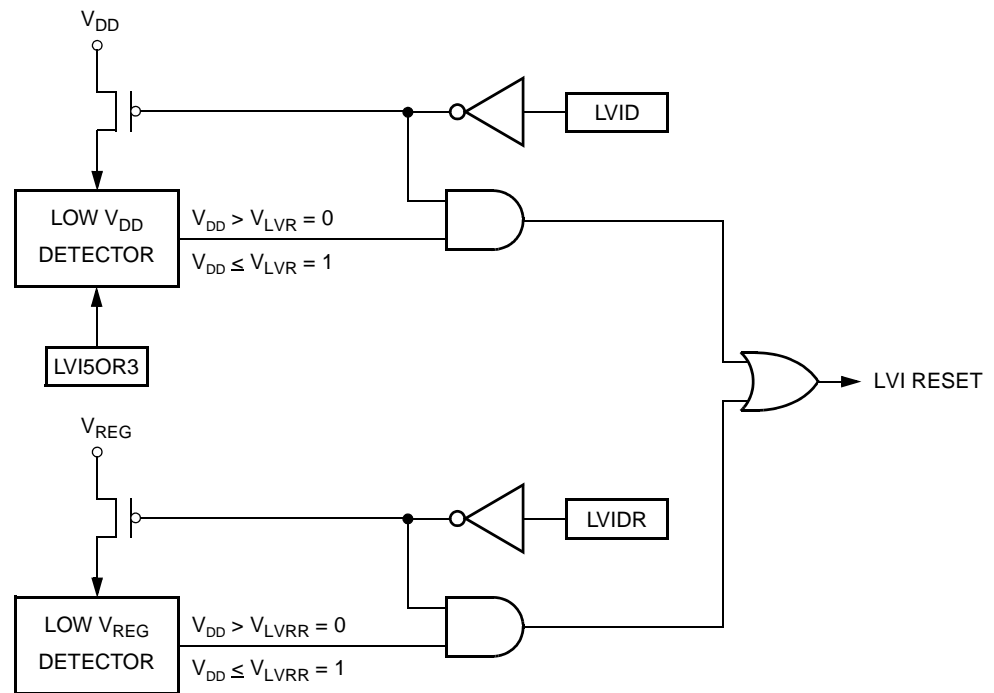 VDD
LVID
LOW VDD
DETECTOR
VDD > VLVR = 0
VDD ≤ VLVR = 1
LVI5OR3
LVI RESET
VREG
LVIDR
LOW VREG
DETECTOR
VDD > VLVRR = 0
VDD ≤ VLVRR = 1